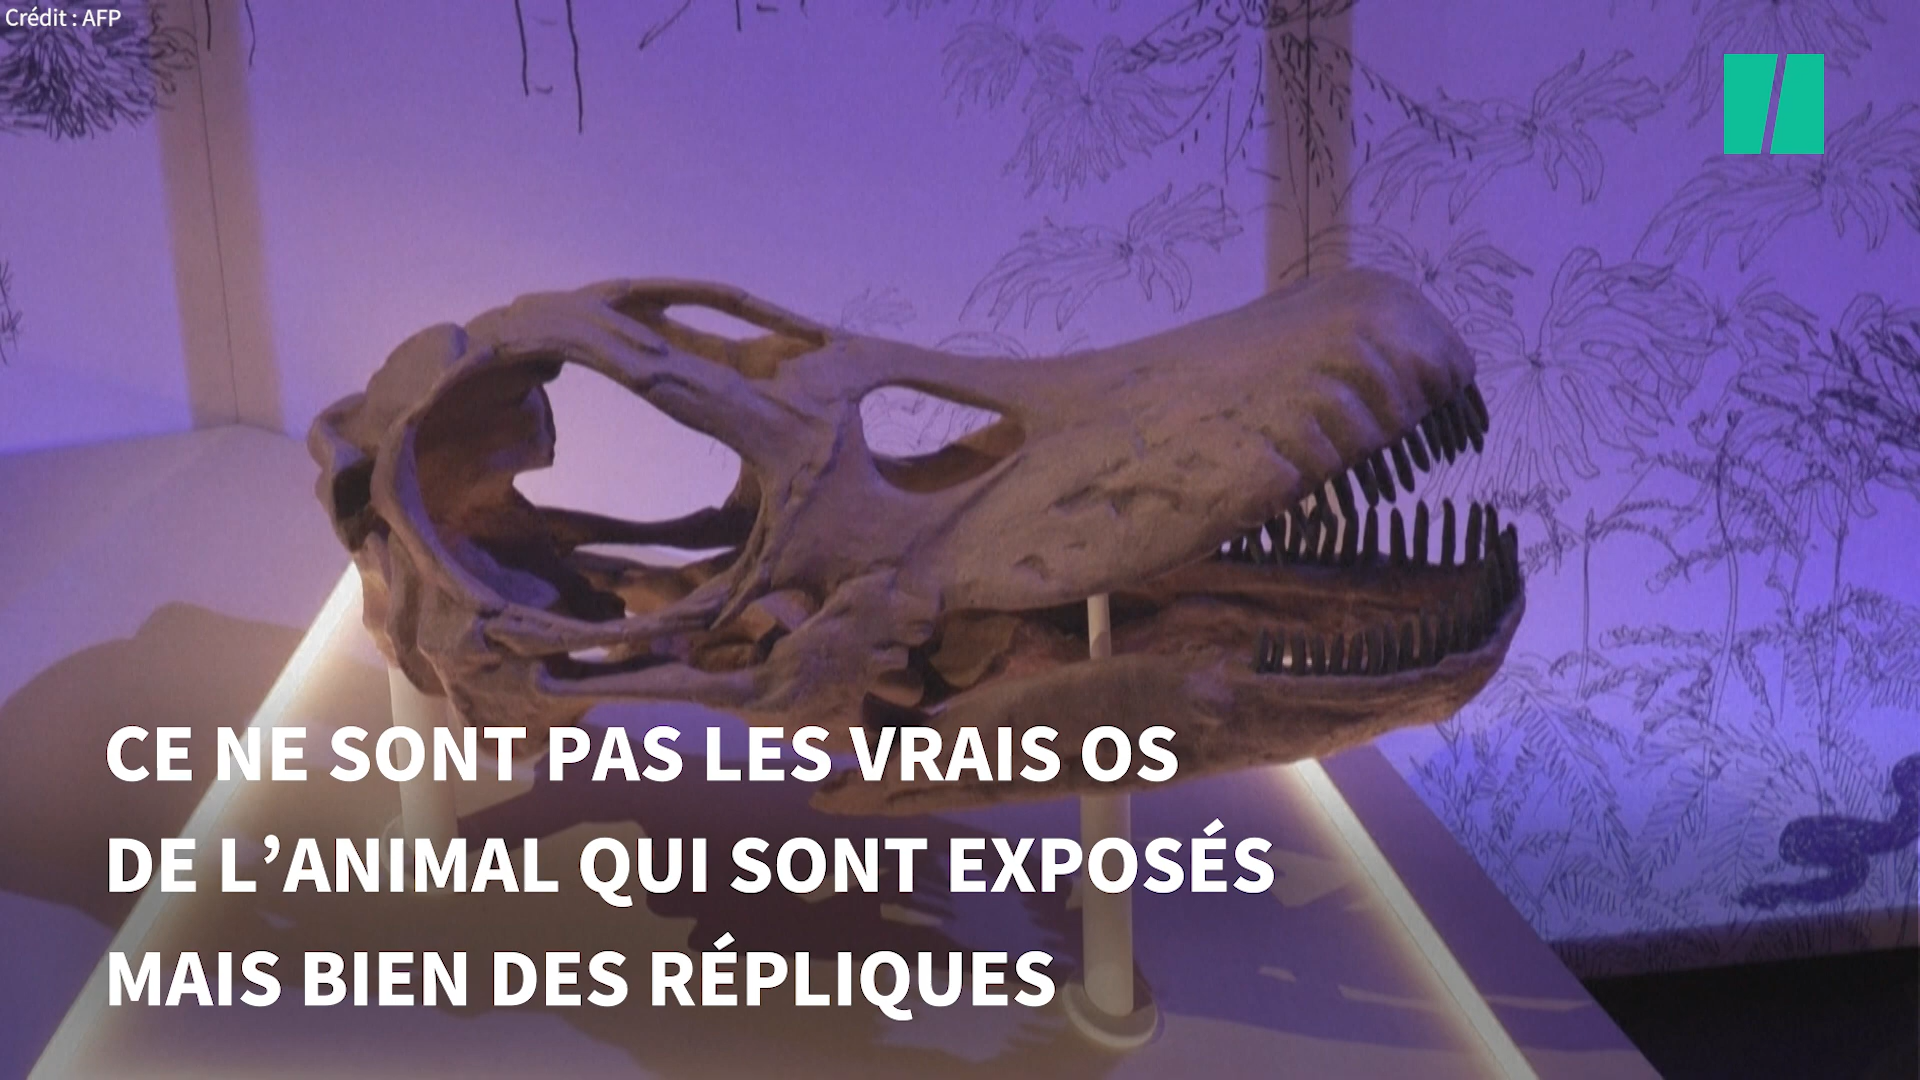 Crédit : AFP
CE NE SONT PAS LES VRAIS OS
DE L’ANIMAL QUI SONT EXPOSÉS
MAIS BIEN DES RÉPLIQUES